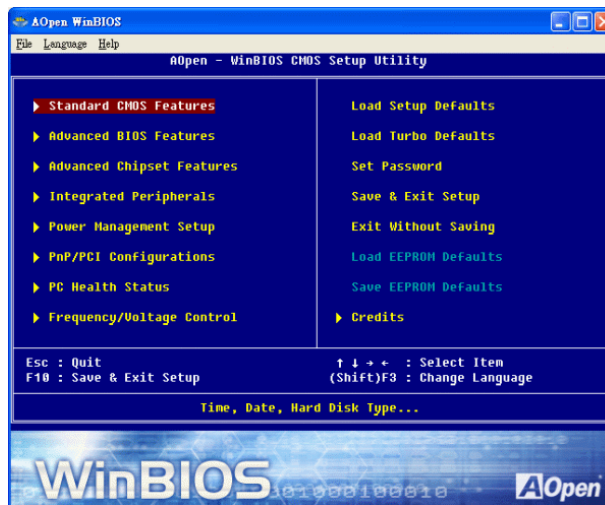 AOpen WinBIOS
File Language Help
AOpen - WinBIOS CMOS Setup Utility
Standard CMOS Features
Advanced BIOS Features
Advanced Chipset Features
Integrated Peripherals
Power Management Setup
PnP/PCI Configurations
PC Health Status
Frequency/Voltage Control
Load Setup Defaults
Load Turbo Defaults
Set Password
Save & Exit Setup
Exit Without Saving
Load EEPROM Defaults
Save EEPROM Defaults
Credits
Esc : Quit
F10 : Save & Exit Setup
↑ ↓ → ← : Select Item
(Shift)F3 : Change Language
Time, Date, Hard Disk Type...
WinBIOS
AOpen